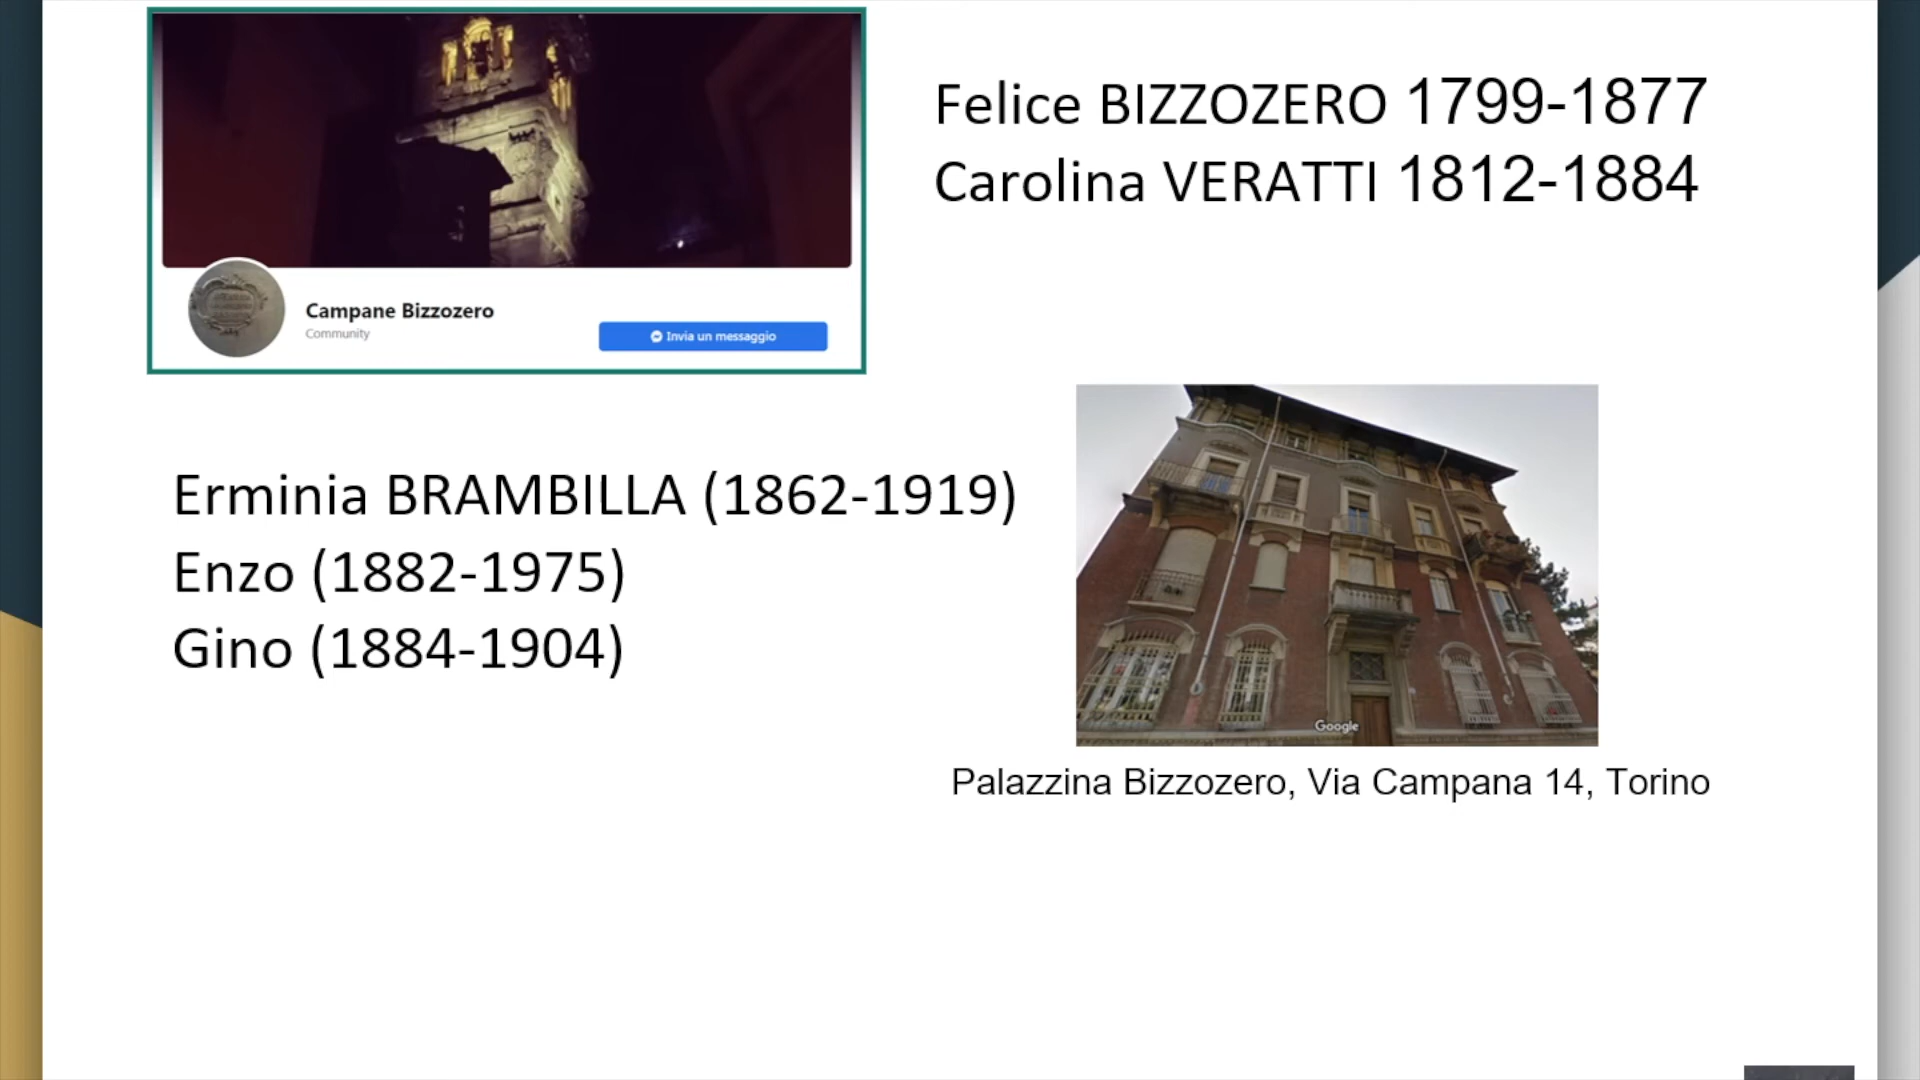 Campane Bizzozero
Community
Invia un messaggio
Felice BIZZOZERO 1799-1877
Carolina VERATTI 1812-1884
Erminia BRAMBILLA (1862-1919)
Enzo (1882-1975)
Gino (1884-1904)
Google
Palazzina Bizzozero, Via Campana 14, Torino